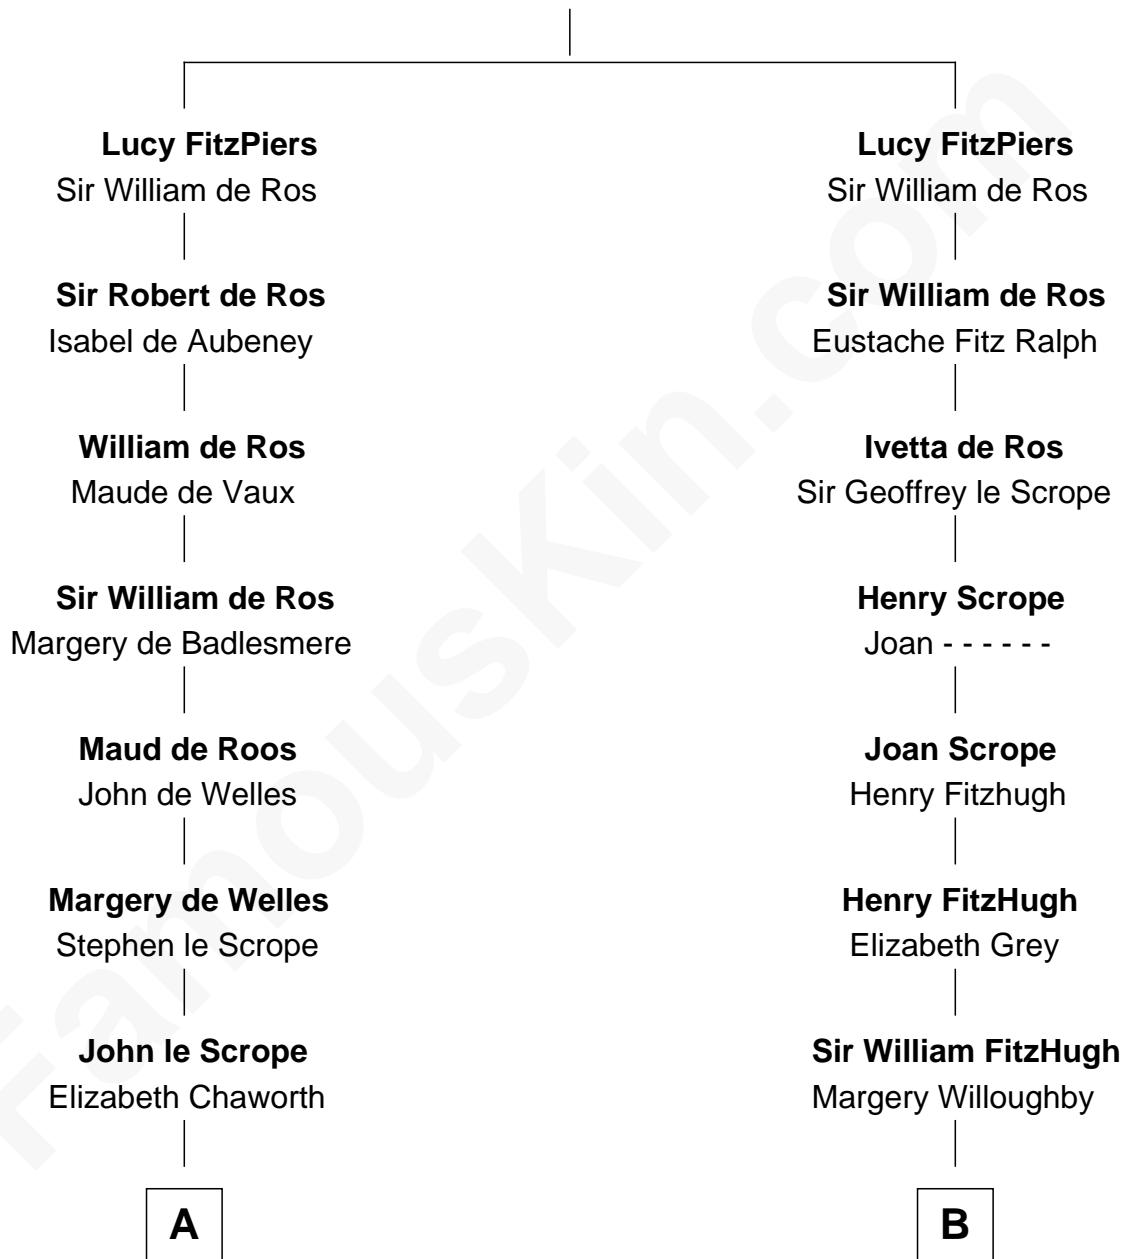 Lucy FitzPiers
Sir William de Ros
Sir Robert de Ros
Isabel de Aubeney
William de Ros
Maude de Vaux
Sir William de Ros
Margery de Badlesmere
Maud de Roos
John de Welles
Margery de Welles
Stephen le Scrope
John le Scrope
Elizabeth Chaworth
A
Lucy FitzPiers
Sir William de Ros
Sir William de Ros
Eustache Fitz Ralph
Ivetta de Ros
Sir Geoffrey le Scrope
Henry Scrope
Joan - - - - - -
Joan Scrope
Henry Fitzhugh
Henry FitzHugh
Elizabeth Grey
Sir William FitzHugh
Margery Willoughby
B
FamousKin.com